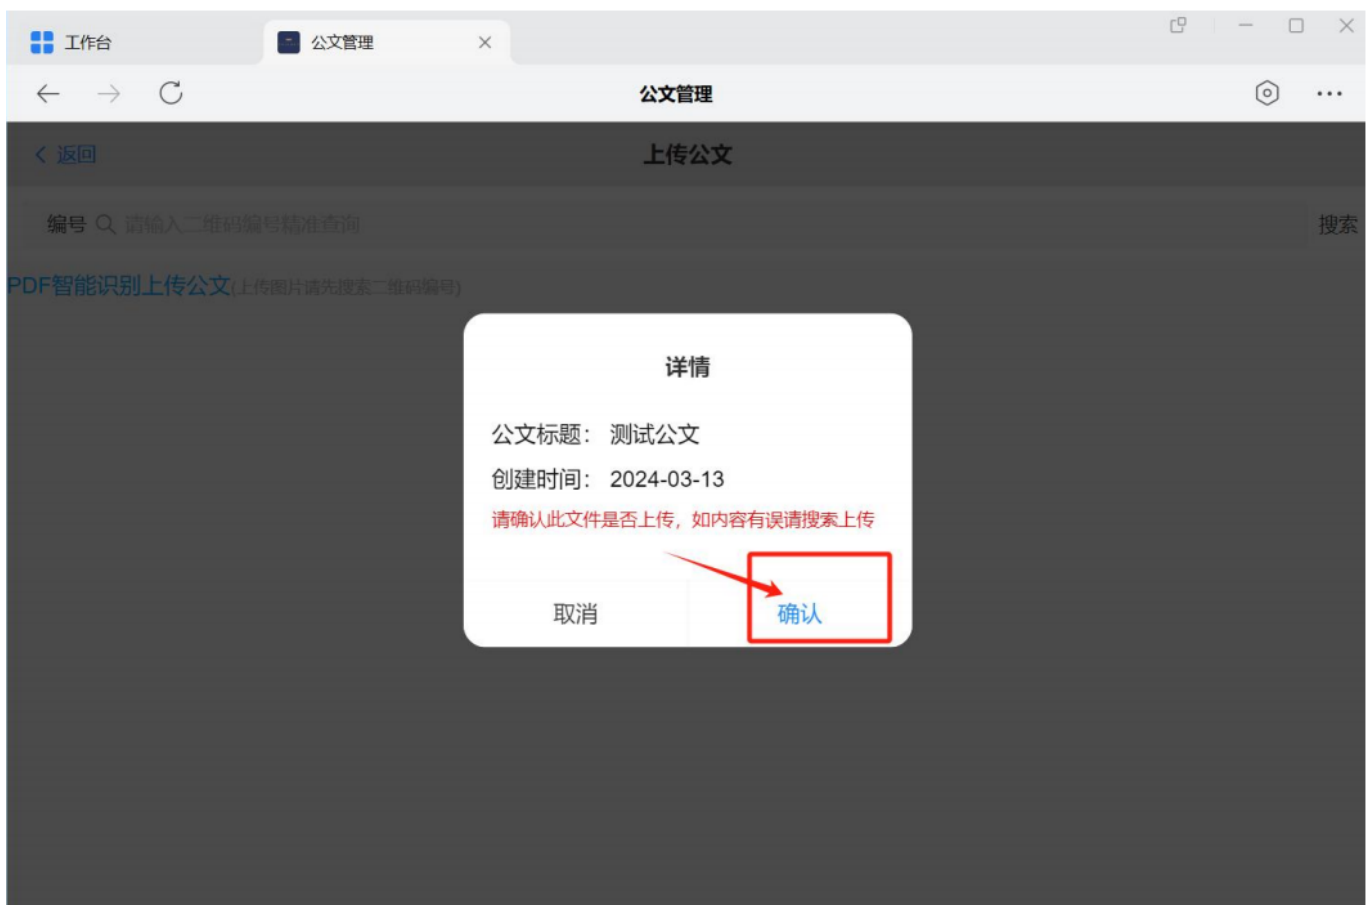 工作台
公文管理
公文管理
返回
上传公文
编号 请输入二维码编号精准查询
搜索
PDF智能识别上传公文(上传图片请先搜索二维码编号)
详情
公文标题： 测试公文
创建时间： 2024-03-13
请确认此文件是否上传，如内容有误请搜索上传
取消
确认